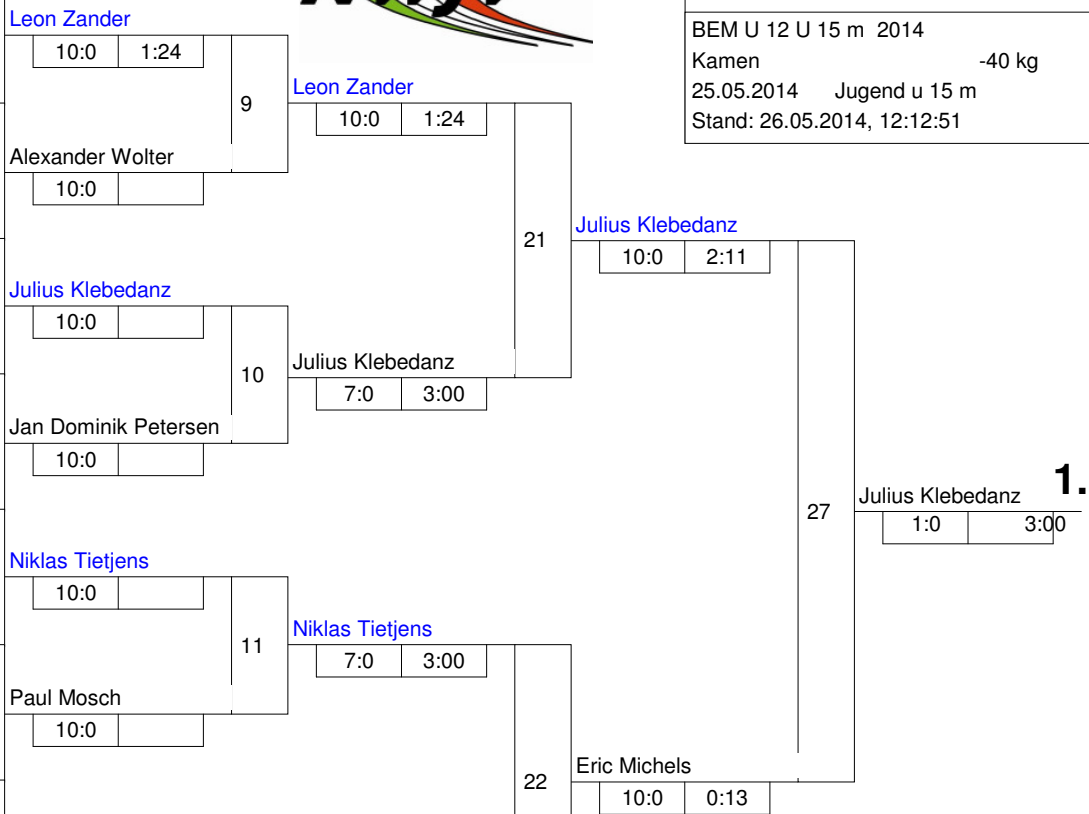 BEM U 12 U 15 m 2014
Kamen -40 kg
25.05.2014 Jugend u 15 m
Stand: 26.05.2014, 12:12:51
Leon Zander
10:0 1:24
9
Leon Zander
10:0 1:24
Alexander Wolter
10:0
21
Julius Klebedanz
10:0 2:11
Julius Klebedanz
10:0
10
Julius Klebedanz
7:0 3:00
Jan Dominik Petersen
10:0
27
Julius Klebedanz 1.
1:0 3:00
Niklas Tietjens
10:0
11
Niklas Tietjens
7:0 3:00
Paul Mosch
10:0
22
Eric Michels
10:0 0:13